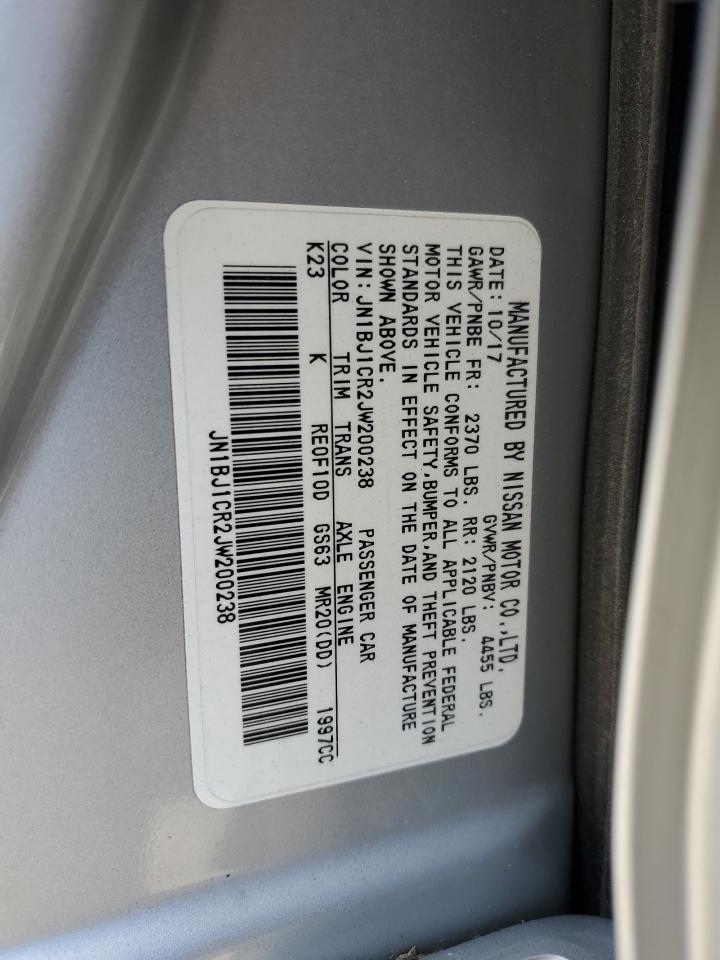 MANUFACTURED BY NISSAN MOTOR CO.,LTD.
DATE: 10/17 GVWR/PNBV: 4455 LBS.
GAWR/PNBE FR: 2370 LBS. RR: 2120 LBS.
THIS VEHICLE CONFORMS TO ALL APPLICABLE FEDERAL
MOTOR VEHICLE SAFETY,BUMPER,AND THEFT PREVENTION
STANDARDS IN EFFECT ON THE DATE OF MANUFACTURE
SHOWN ABOVE.
VIN:JN1BJ1CR2JW200238 PASSENGER CAR
COLOR TRIM TRANS AXLE ENGINE
K23 K RE0F10D GS63 MR20(DD) 1997CC
JN1BJ1CR2JW200238